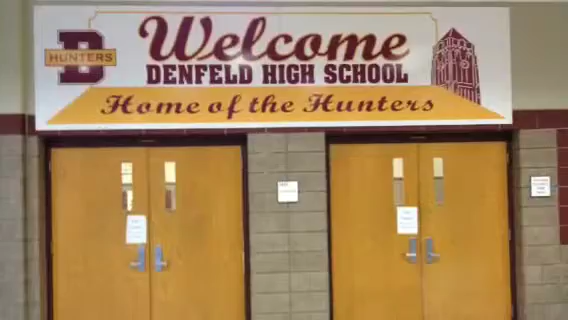 D
HUNTERS
Welcome
DENFELD HIGH SCHOOL
Home of the Hunters